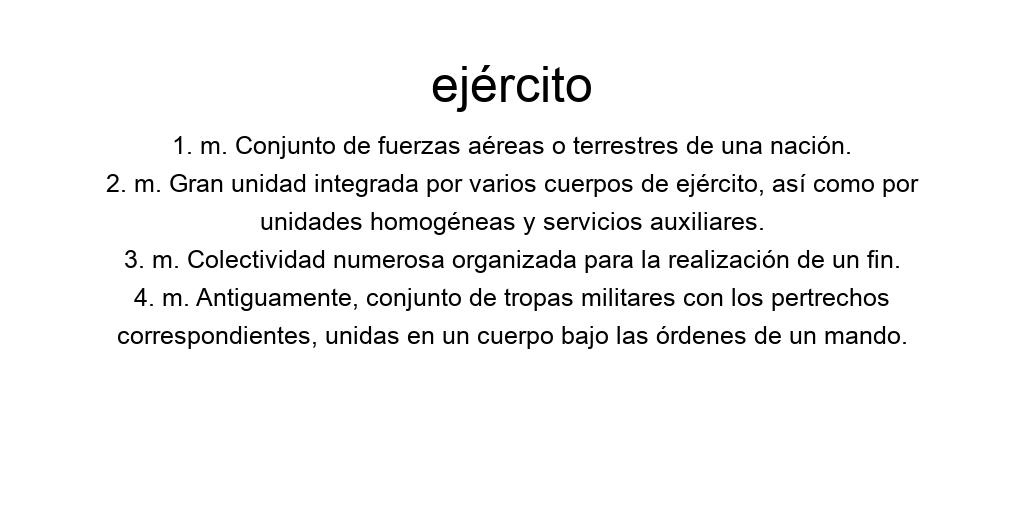 ejército
1. m. Conjunto de fuerzas aéreas o terrestres de una nación.
2. m. Gran unidad integrada por varios cuerpos de ejército, así como por
unidades homogéneas y servicios auxiliares.
3. m. Colectividad numerosa organizada para la realización de un fin.
4. m. Antiguamente, conjunto de tropas militares con los pertrechos
correspondientes, unidas en un cuerpo bajo las órdenes de un mando.